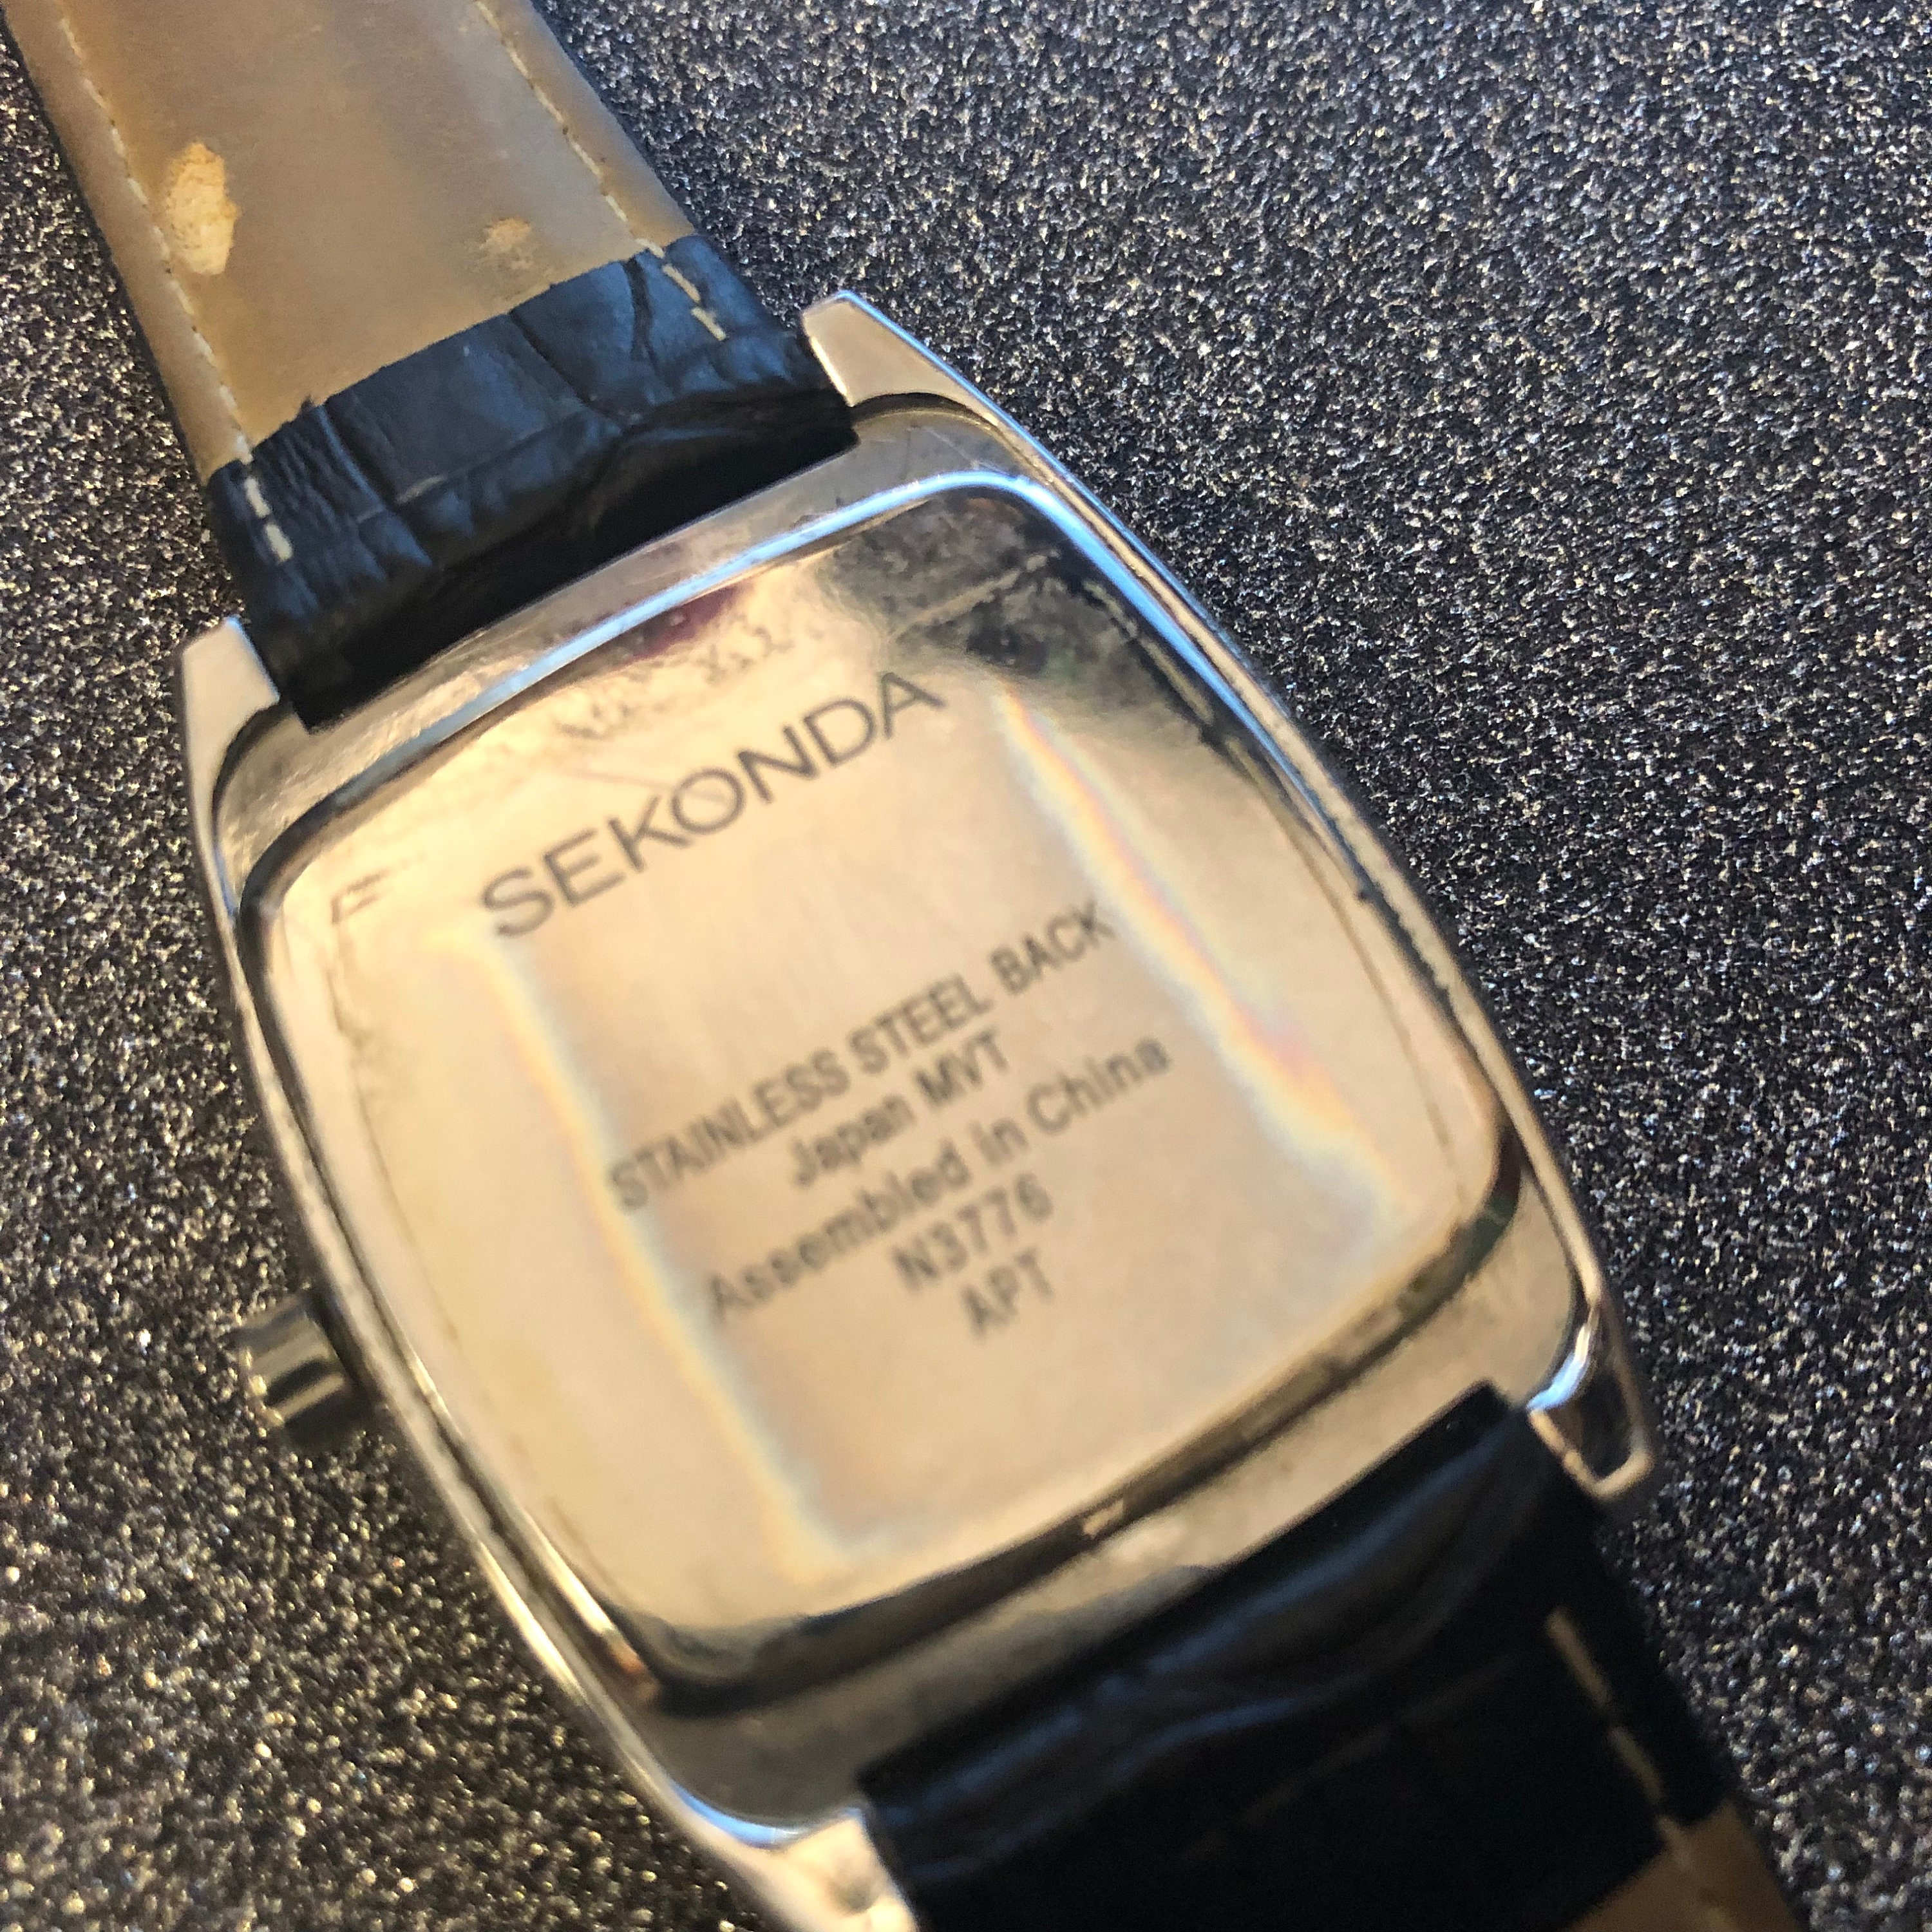 SEKONDA
STAINLESS STEEL BACK
Japan MVT
Assembled in China
N3776
APT